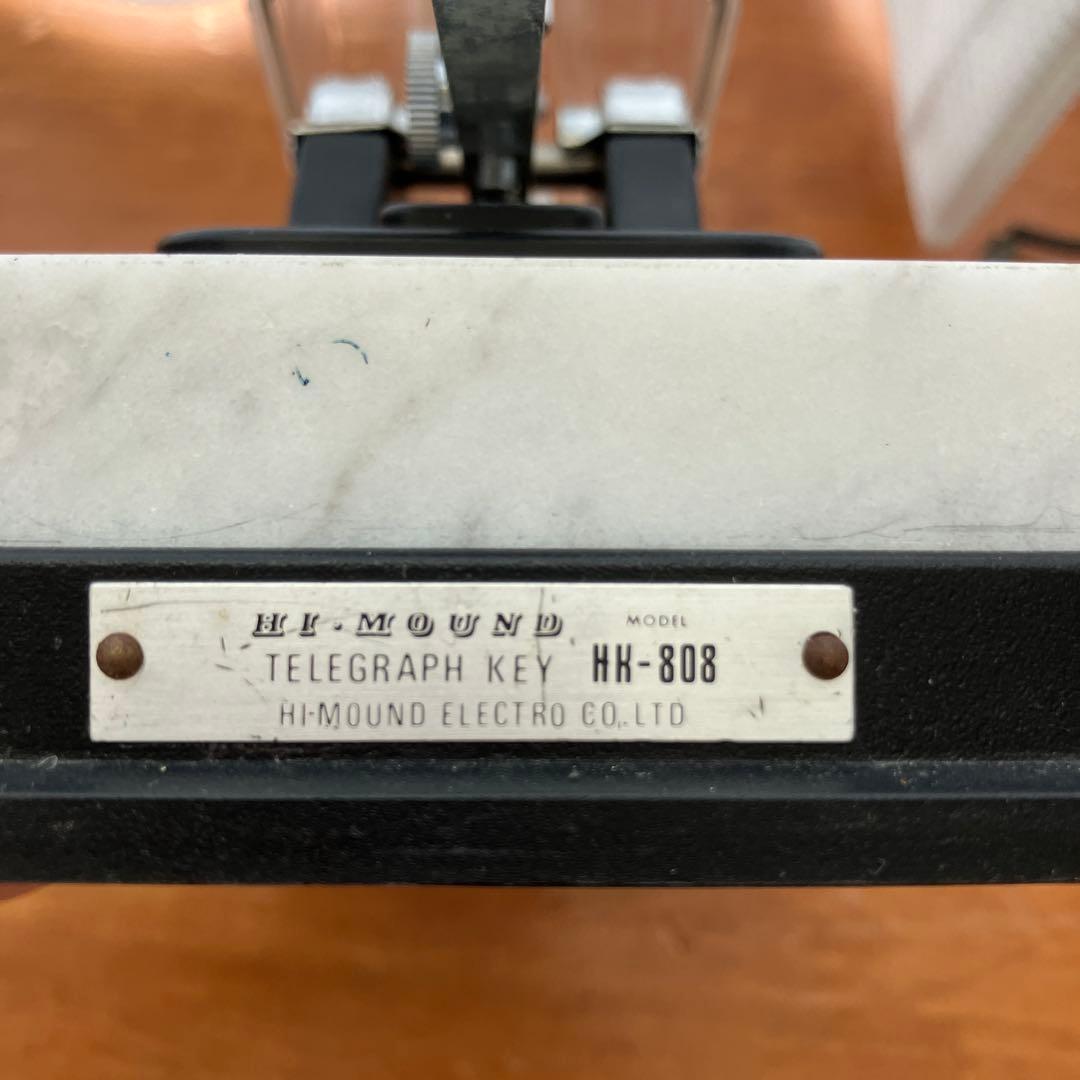 HI-MOUND MODEL
TELEGRAPH KEY HK-808
HI-MOUND ELECTRO CO., LTD